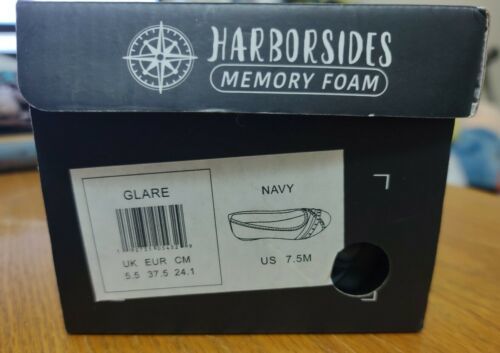 HARBORSIDES
MEMORY FOAM
GLARE
NAVY
UK EUR CM
5.5 37.5 24.1
US 7.5M